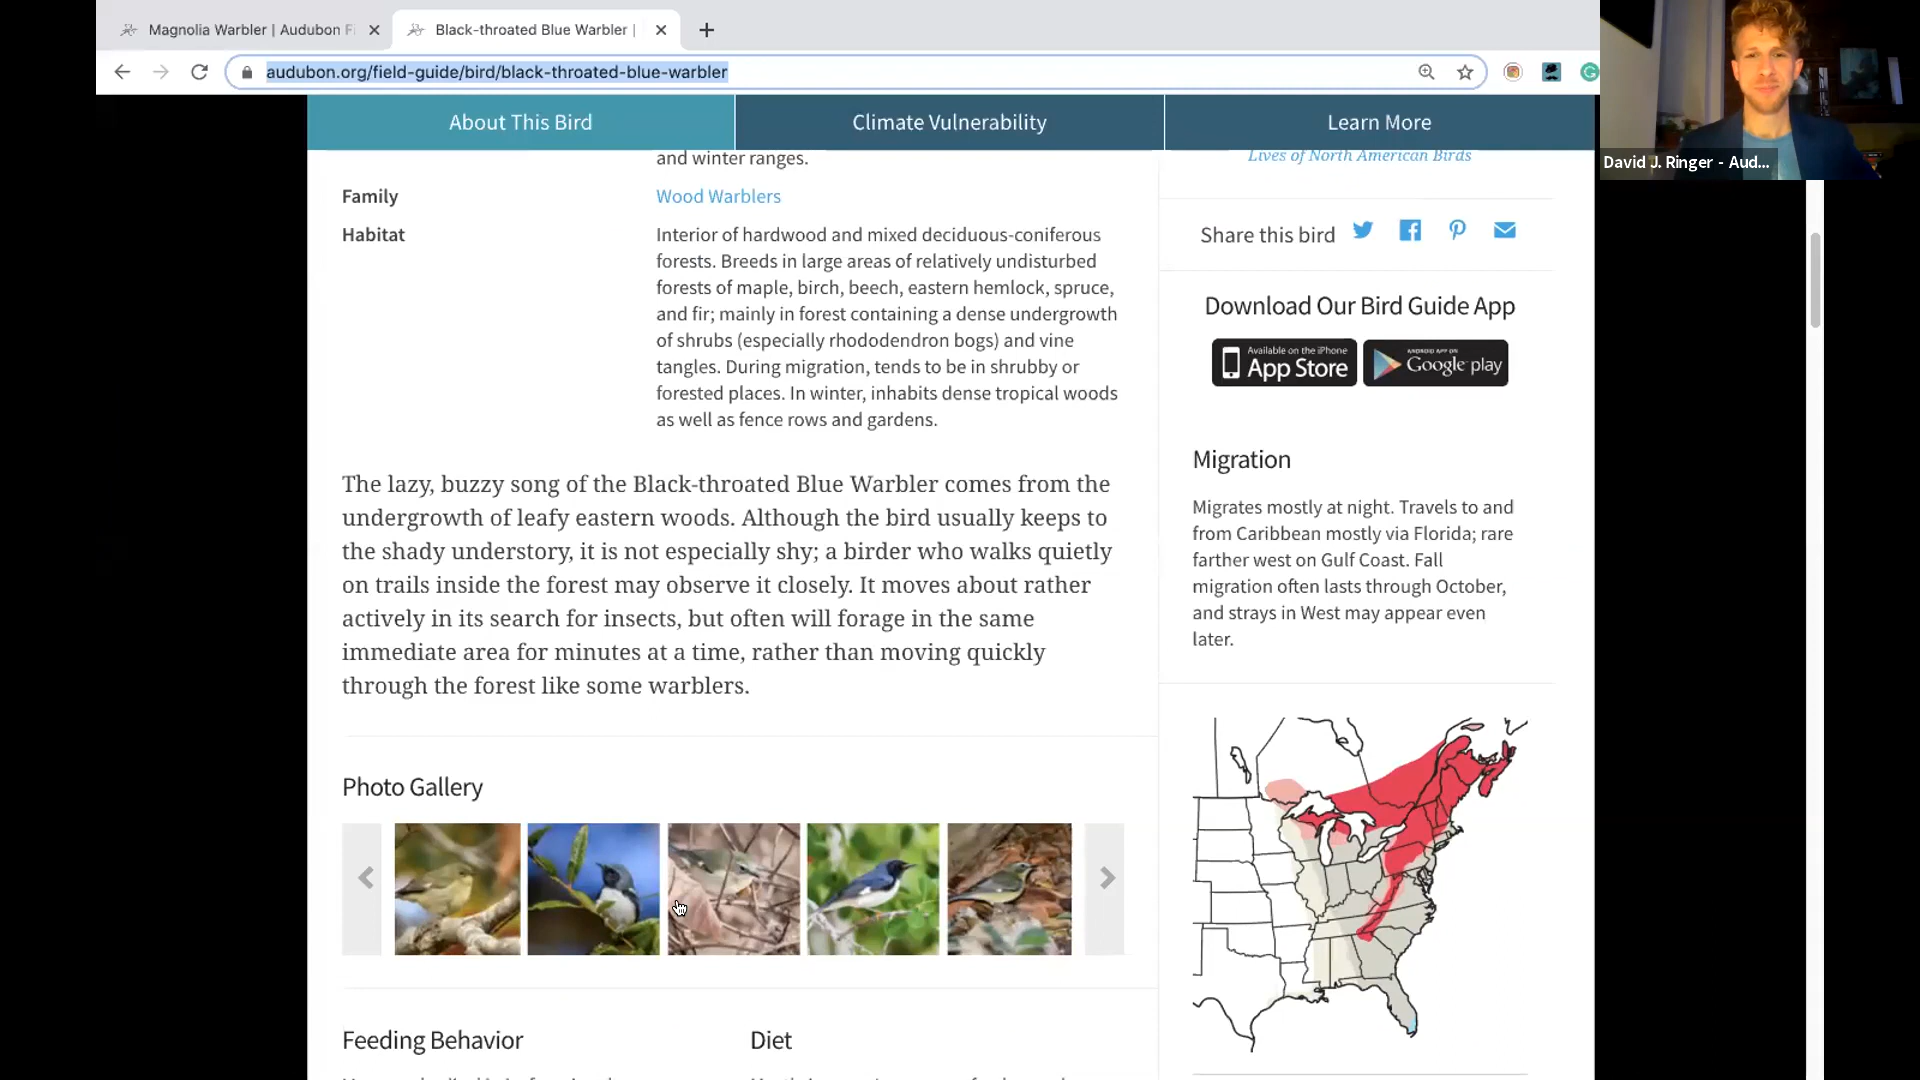 Magnolia Warbler | Audubon Fi
Black-throated Blue Warbler |
audubon.org/field-guide/bird/black-throated-blue-warbler
David J. Ringer - Aud...
About This Bird
Climate Vulnerability
Learn More
and winter ranges.
Family
Wood Warblers
Habitat
Interior of hardwood and mixed deciduous-coniferous
forests. Breeds in large areas of relatively undisturbed
forests of maple, birch, beech, eastern hemlock, spruce,
and fir; mainly in forest containing a dense undergrowth
of shrubs (especially rhododendron bogs) and vine
tangles. During migration, tends to be in shrubby or
forested places. In winter, inhabits dense tropical woods
as well as fence rows and gardens.
The lazy, buzzy song of the Black-throated Blue Warbler comes from the
undergrowth of leafy eastern woods. Although the bird usually keeps to
the shady understory, it is not especially shy; a birder who walks quietly
on trails inside the forest may observe it closely. It moves about rather
actively in its search for insects, but often will forage in the same
immediate area for minutes at a time, rather than moving quickly
through the forest like some warblers.
Photo Gallery
Feeding Behavior
Diet
Lives of North American Birds
Share this bird
Download Our Bird Guide App
Available on the iPhone
App Store
ANDROID APP ON
Google play
Migration
Migrates mostly at night. Travels to and
from Caribbean mostly via Florida; rare
farther west on Gulf Coast. Fall
migration often lasts through October,
and strays in West may appear even
later.